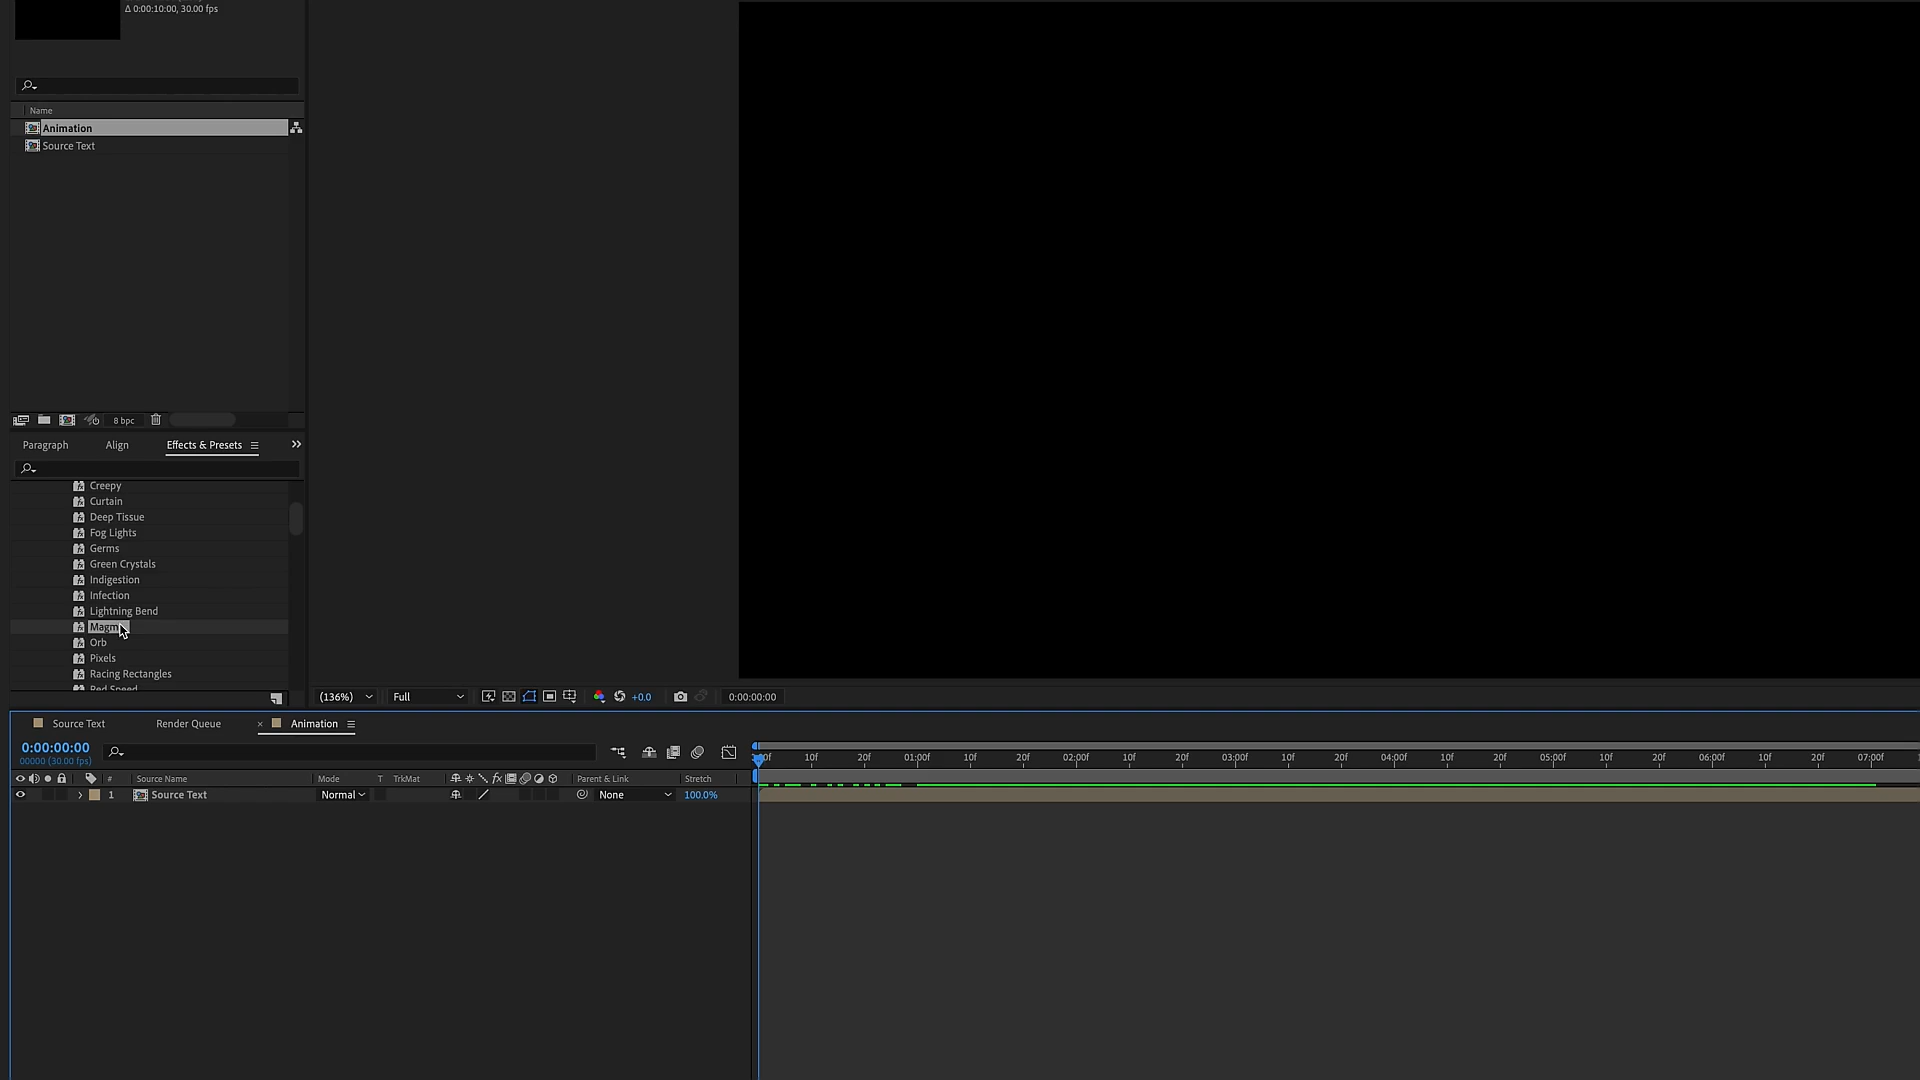 Δ 0:00:10:00, 30.00 fps
Name
Animation
Source Text
8 bpc
Paragraph Align Effects & Presets
Creepy
Curtain
Deep Tissue
Fog Lights
Germs
Green Crystals
Indigestion
Infection
Lightning Bend
Orb
Pixels
Racing Rectangles
Red Speed
(136%) Full +0.0 0:00:00:00
Source Text Render Queue × Animation
0:00:00:00
00000 (30.00 fps)
10f 20f 01:00f 10f 20f 02:00f 10f 20f 03:00f 10f 20f 04:00f 10f 20f 05:00f 10f 20f 06:00f 10f 20f 07:00f
# Source Name Mode T TrkMat fx Parent & Link Stretch
1 Source Text Normal None 100.0%